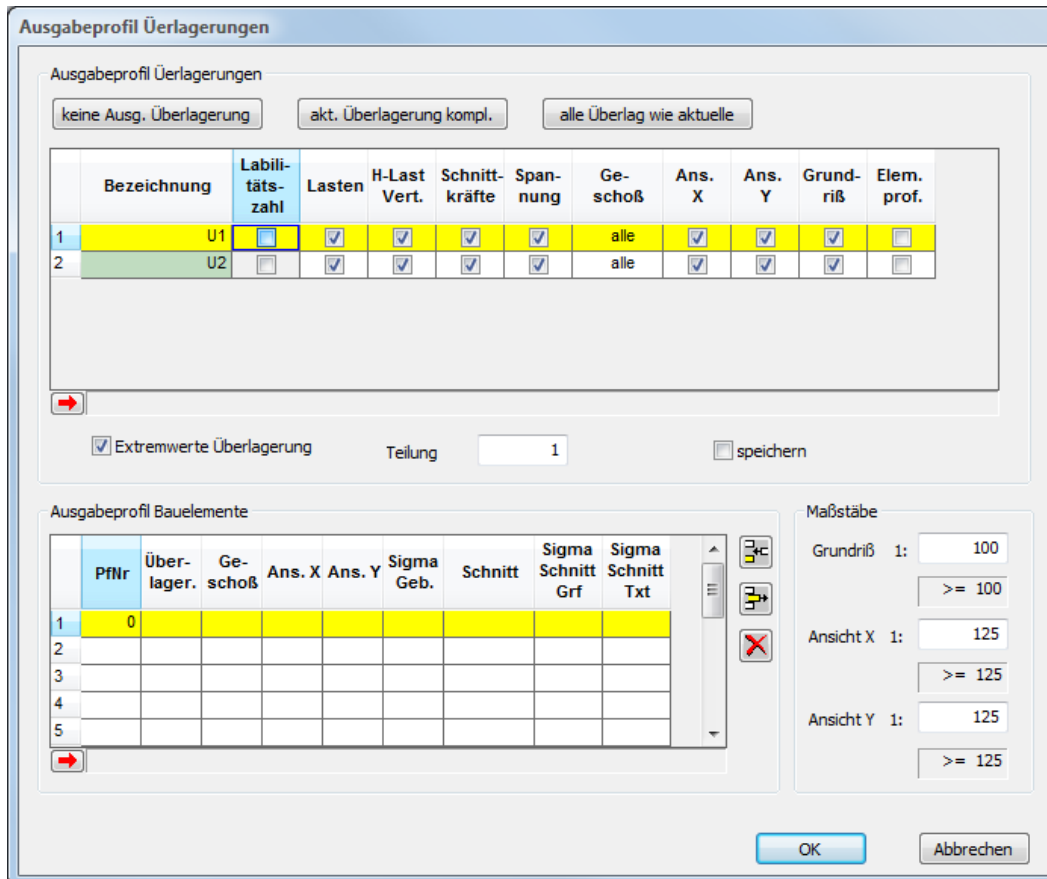 Ausgabeprofil Üerlagerungen
Ausgabeprofil Üerlagerungen
keine Ausg. Überlagerung akt. Überlagerung kompl. alle Überlag wie aktuelle
Bezeichnung Labili-täts-zahl Lasten H-Last Vert. Schnitt-kräfte Span-nung Ge-schoß Ans. X Ans. Y Grund-riß Elem. prof.
1 U1 alle
2 U2 alle
Extremwerte Überlagerung Teilung 1 speichern
Ausgabeprofil Bauelemente
PfNr Über-lager. Ge-schoß Ans. X Ans. Y Sigma Geb. Schnitt Sigma Schnitt Grf Sigma Schnitt Txt
1 0
2
3
4
5
Maßstäbe
Grundriß 1: 100
>= 100
Ansicht X 1: 125
>= 125
Ansicht Y 1: 125
>= 125
OK Abbrechen